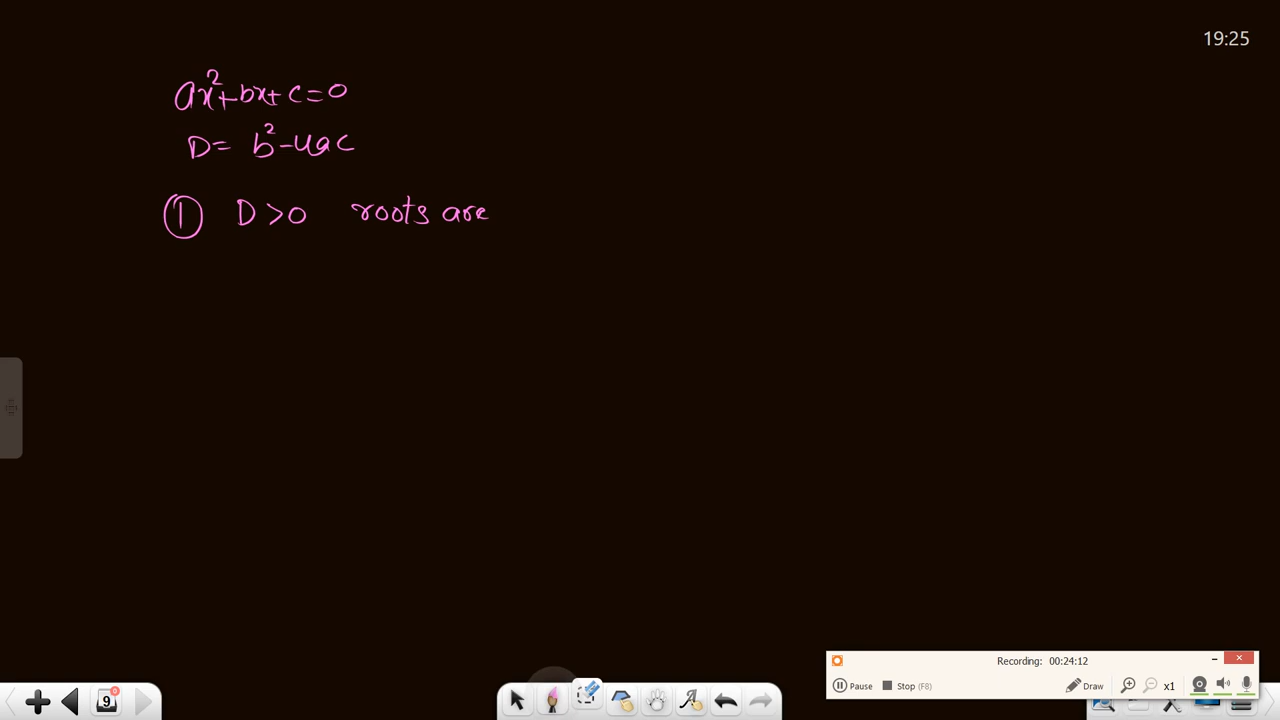 19:25
ax²+bx+c=0
D= b²-4ac
① D>0 roots are
Recording: 00:24:12
Pause Stop (F8) Draw x1
9
0